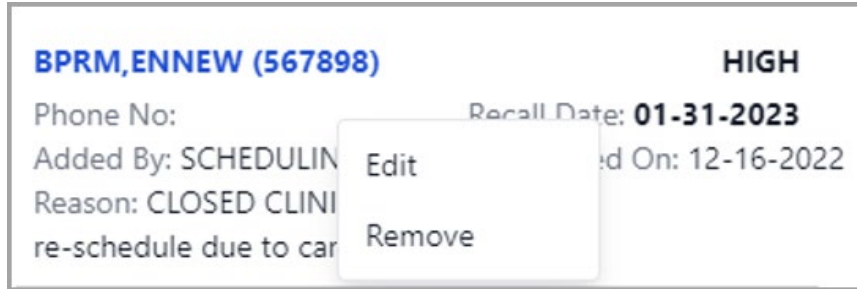 BPRM,ENNEW (567898) HIGH
Phone No: Recall Date: 01-31-2023
Added By: SCHEDULIN ed On: 12-16-2022
Edit
Reason: CLOSED CLINI
Remove
re-schedule due to car